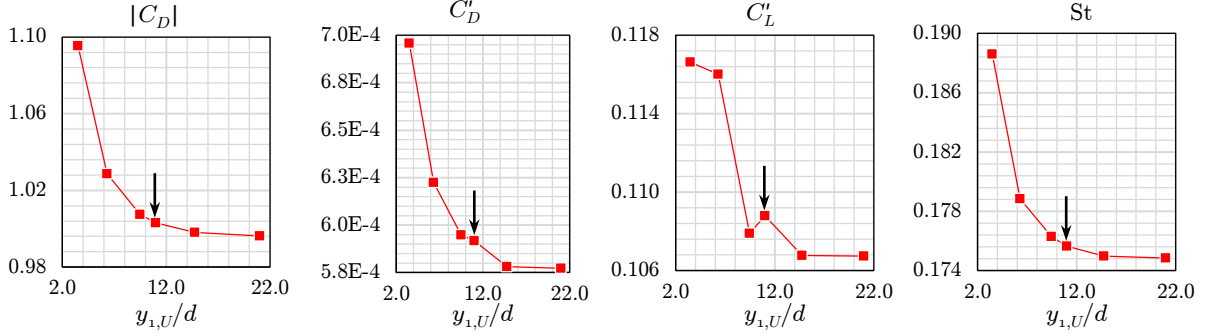 |C_D|
1.10
1.06
1.02
0.98
2.0 12.0 22.0
y_{1,U}/d
C'_D
7.0E−4
6.8E−4
6.5E−4
6.3E−4
6.0E−4
5.8E−4
2.0 12.0 22.0
y_{1,U}/d
C'_L
0.118
0.114
0.110
0.106
2.0 12.0 22.0
y_{1,U}/d
St
0.190
0.186
0.182
0.178
0.174
2.0 12.0 22.0
y_{1,U}/d